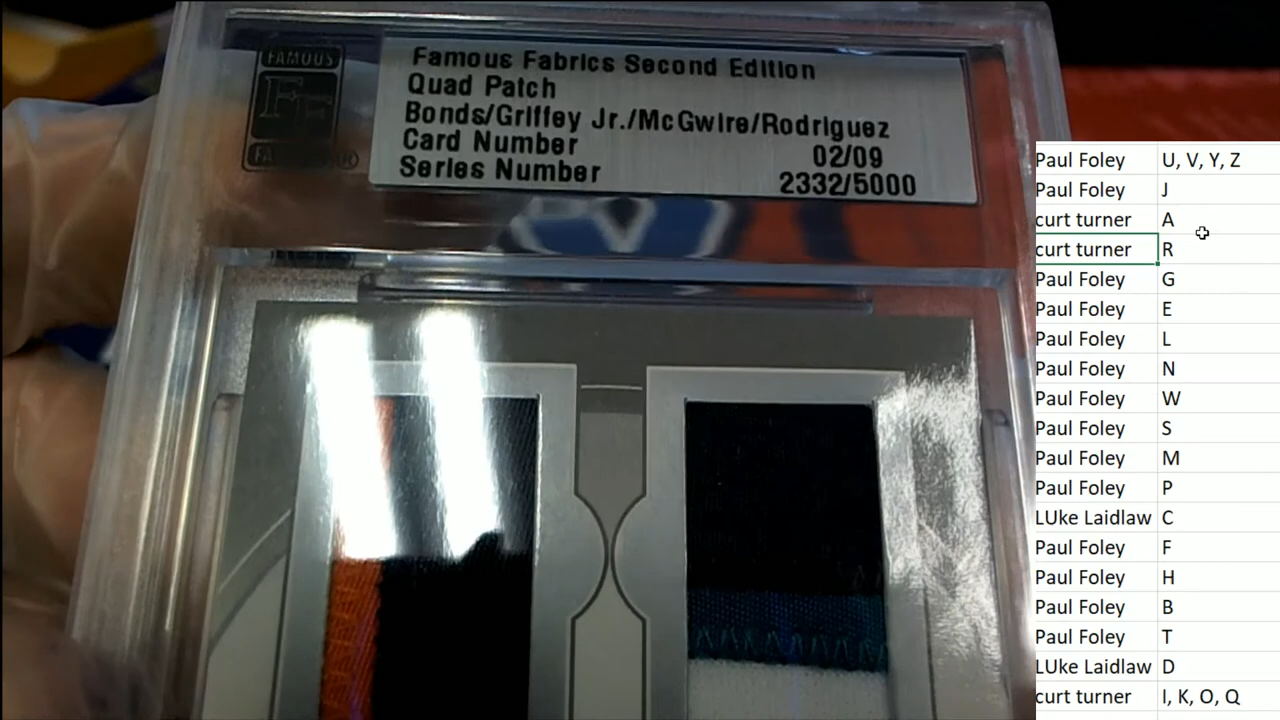 FAMOUS
FF
Famous Fabrics Second Edition
Quad Patch
Bonds/Griffey Jr./McGwire/Rodriguez
Card Number 02/09
Series Number 2332/5000
Paul Foley U, V, Y, Z
Paul Foley J
curt turner A
curt turner R
Paul Foley G
Paul Foley E
Paul Foley L
Paul Foley N
Paul Foley W
Paul Foley S
Paul Foley M
Paul Foley P
LUke Laidlaw C
Paul Foley F
Paul Foley H
Paul Foley B
Paul Foley T
LUke Laidlaw D
curt turner I, K, O, Q